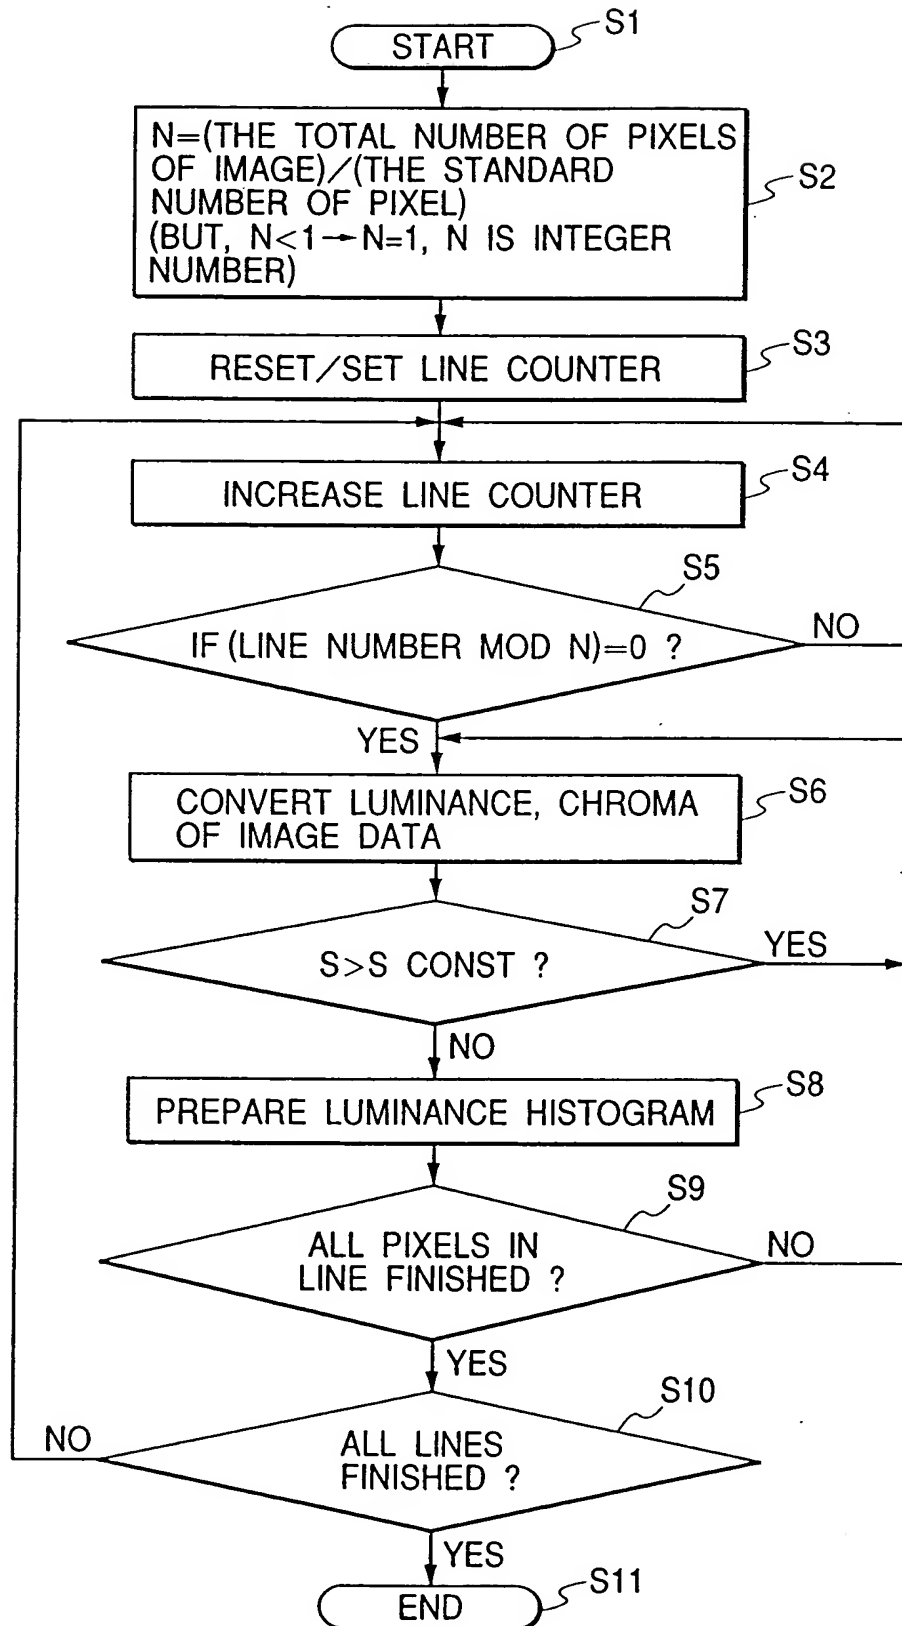 START
S1
N=(THE TOTAL NUMBER OF PIXELS
OF IMAGE)/(THE STANDARD
NUMBER OF PIXEL)
(BUT, N<1→N=1, N IS INTEGER
NUMBER)
S2
RESET/SET LINE COUNTER
S3
INCREASE LINE COUNTER
S4
S5
IF (LINE NUMBER MOD N)=0 ?
NO
YES
CONVERT LUMINANCE, CHROMA
OF IMAGE DATA
S6
S7
S>S CONST ?
YES
NO
PREPARE LUMINANCE HISTOGRAM
S8
S9
ALL PIXELS IN
LINE FINISHED ?
NO
YES
S10
ALL LINES
FINISHED ?
NO
YES
END
S11